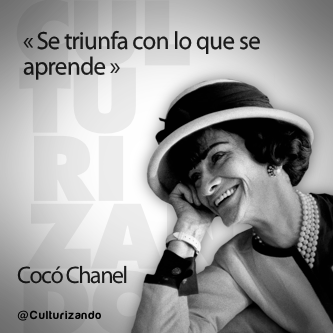 « Se triunfa con lo que se
aprende »
CUL
TU
RI
ZA
DO
Cocó Chanel
@Culturizando